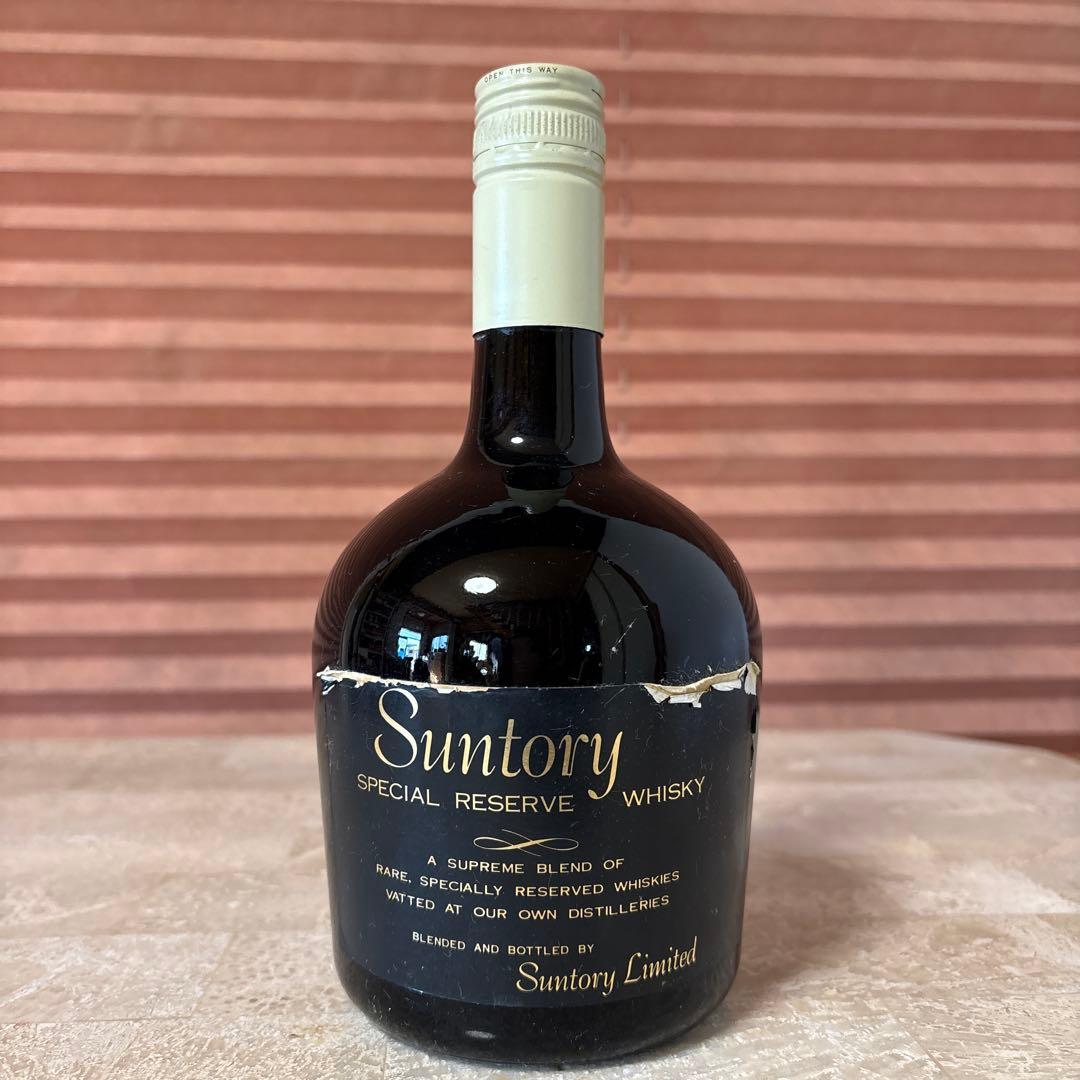 OPEN THIS WAY
Suntory
SPECIAL RESERVE WHISKY
A SUPREME BLEND OF
RARE, SPECIALLY RESERVED WHISKIES
VATTED AT OUR OWN DISTILLERIES
BLENDED AND BOTTLED BY
Suntory Limited